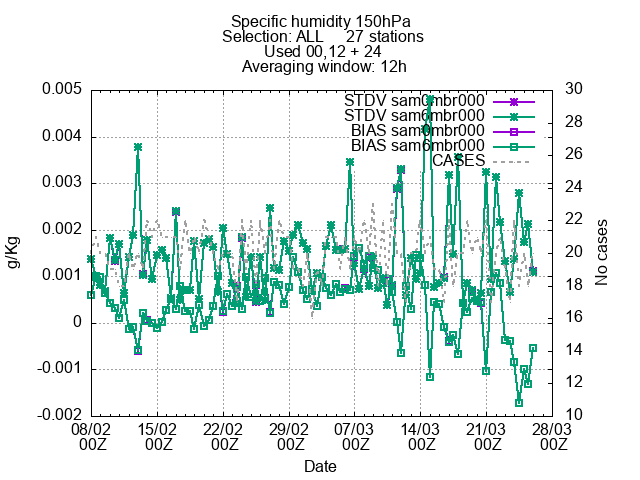 Specific humidity 150hPa
Selection: ALL 27 stations
Used 00,12 + 24
Averaging window: 12h
STDV sam0mbr000
STDV sam6mbr000
BIAS sam0mbr000
BIAS sam6mbr000
CASES
g/Kg
0.005
0.004
0.003
0.002
0.001
0
-0.001
-0.002
30
28
26
24
22
20
18
16
14
12
10
No cases
08/02 15/02 22/02 29/02 07/03 14/03 21/03 28/03
00Z 00Z 00Z 00Z 00Z 00Z 00Z 00Z
Date